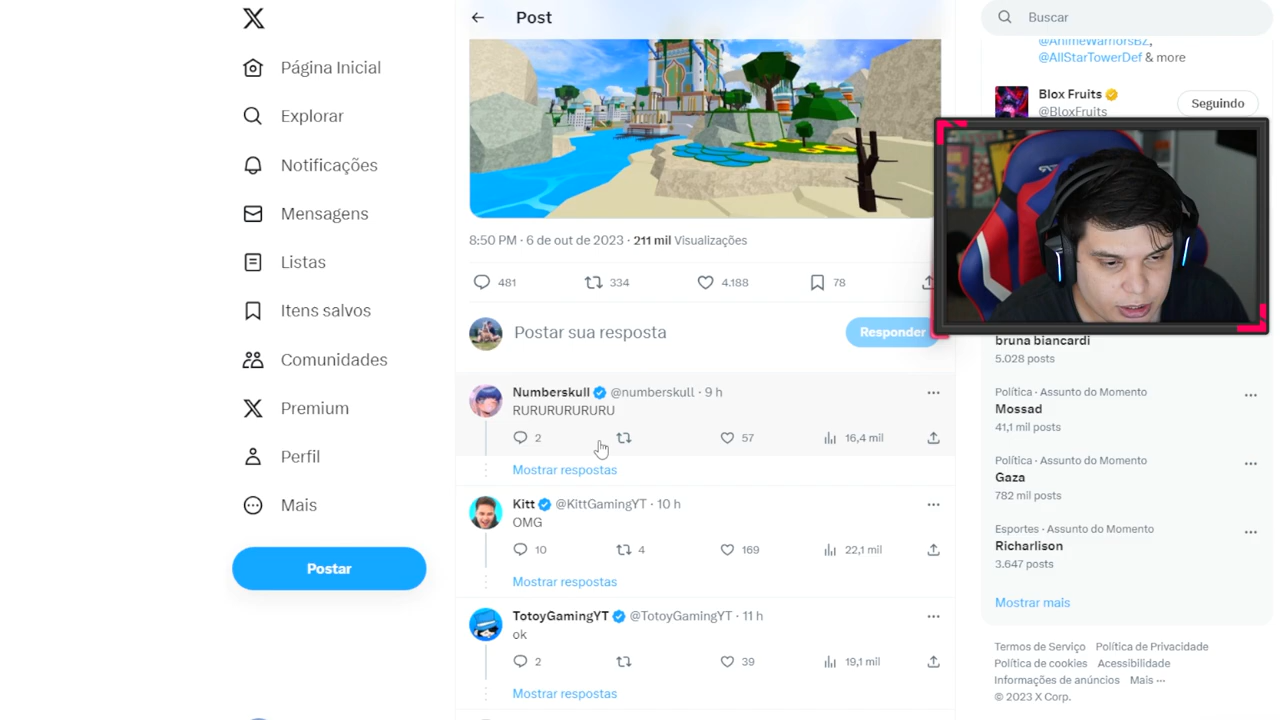 Post
Buscar
Página Inicial
Explorar
Notificações
Mensagens
Listas
Itens salvos
Comunidades
Premium
Perfil
Mais
Postar
8:50 PM · 6 de out de 2023 · 211 mil Visualizações
481 334 4.188 78
Postar sua resposta
Responder
Numberskull @numberskull · 9 h
RURURURURURU
2 57 16,4 mil
Mostrar respostas
Kitt @KittGamingYT · 10 h
OMG
10 4 169 22,1 mil
Mostrar respostas
TotoyGamingYT @TotoyGamingYT · 11 h
ok
2 39 19,1 mil
Mostrar respostas
@AnimeWarriorsBZ,
@AllStarTowerDef & more
Blox Fruits
@BloxFruits
Seguindo
bruna biancardi
5.028 posts
Política · Assunto do Momento
Mossad
41,1 mil posts
Política · Assunto do Momento
Gaza
782 mil posts
Esportes · Assunto do Momento
Richarlison
3.647 posts
Mostrar mais
Termos de Serviço Política de Privacidade
Política de cookies Acessibilidade
Informações de anúncios Mais ···
© 2023 X Corp.